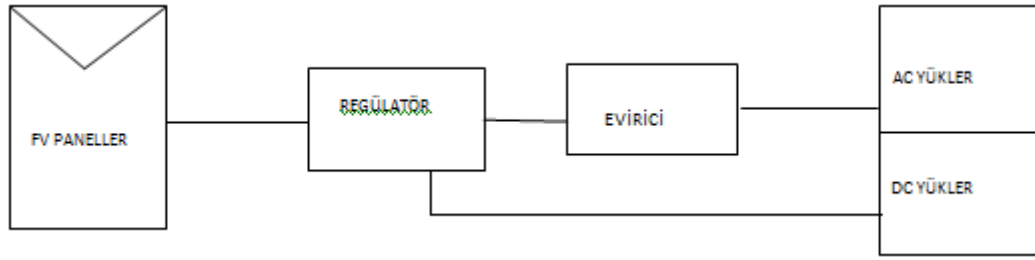 FV PANELLER
REGÜLATÖR
EVİRİCİ
AC YÜKLER
DC YÜKLER